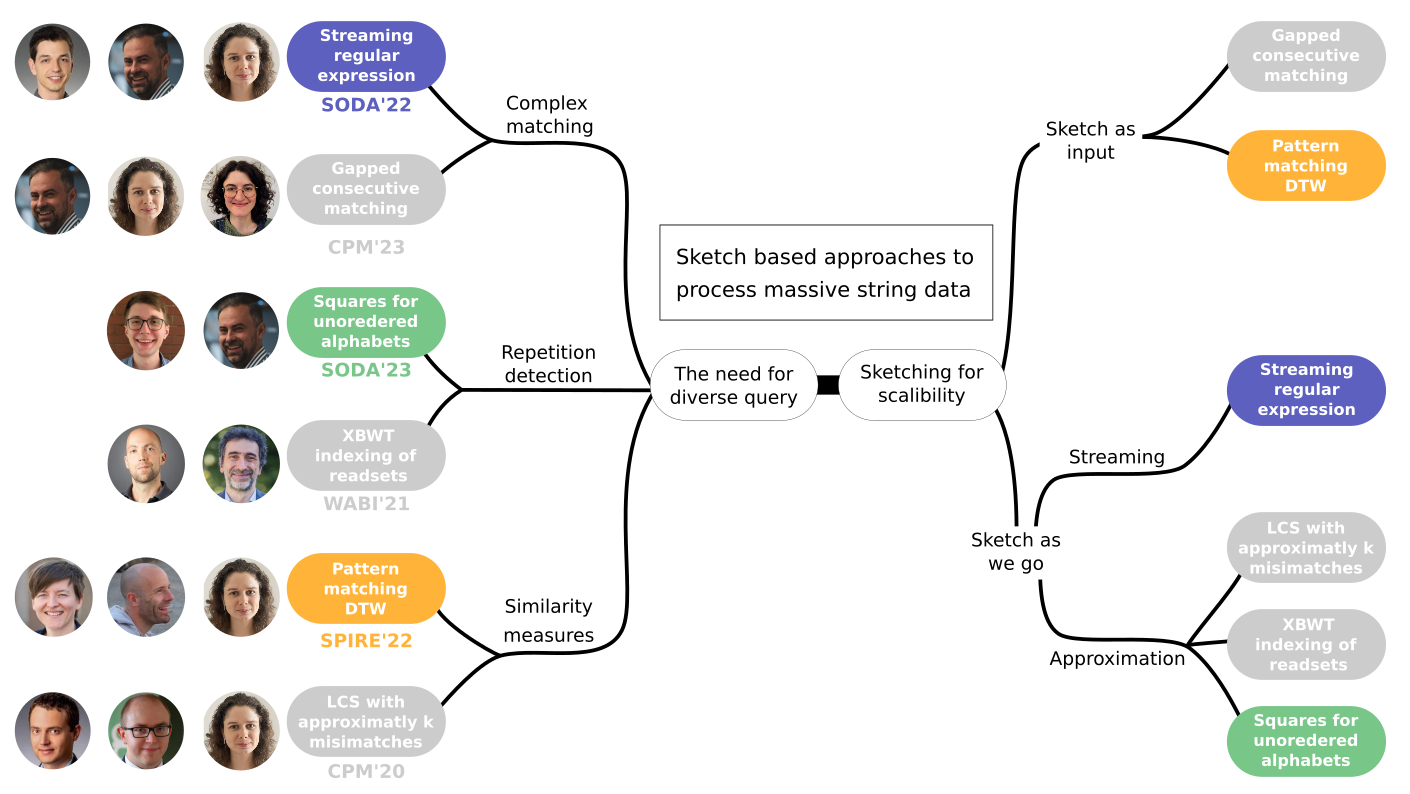 Streaming
regular
expression
SODA'22
Gapped
consecutive
matching
CPM'23
Squares for
unoredered
alphabets
SODA'23
XBWT
indexing of
readsets
WABI'21
Pattern
matching
DTW
SPIRE'22
LCS with
approximatly k
misimatches
CPM'20
Complex
matching
Repetition
detection
Similarity
measures
Sketch based approaches to
process massive string data
The need for
diverse query
Sketching for
scalibility
Sketch as
input
Sketch as
we go
Streaming
Approximation
Gapped
consecutive
matching
Pattern
matching
DTW
Streaming
regular
expression
LCS with
approximatly k
misimatches
XBWT
indexing of
readsets
Squares for
unoredered
alphabets